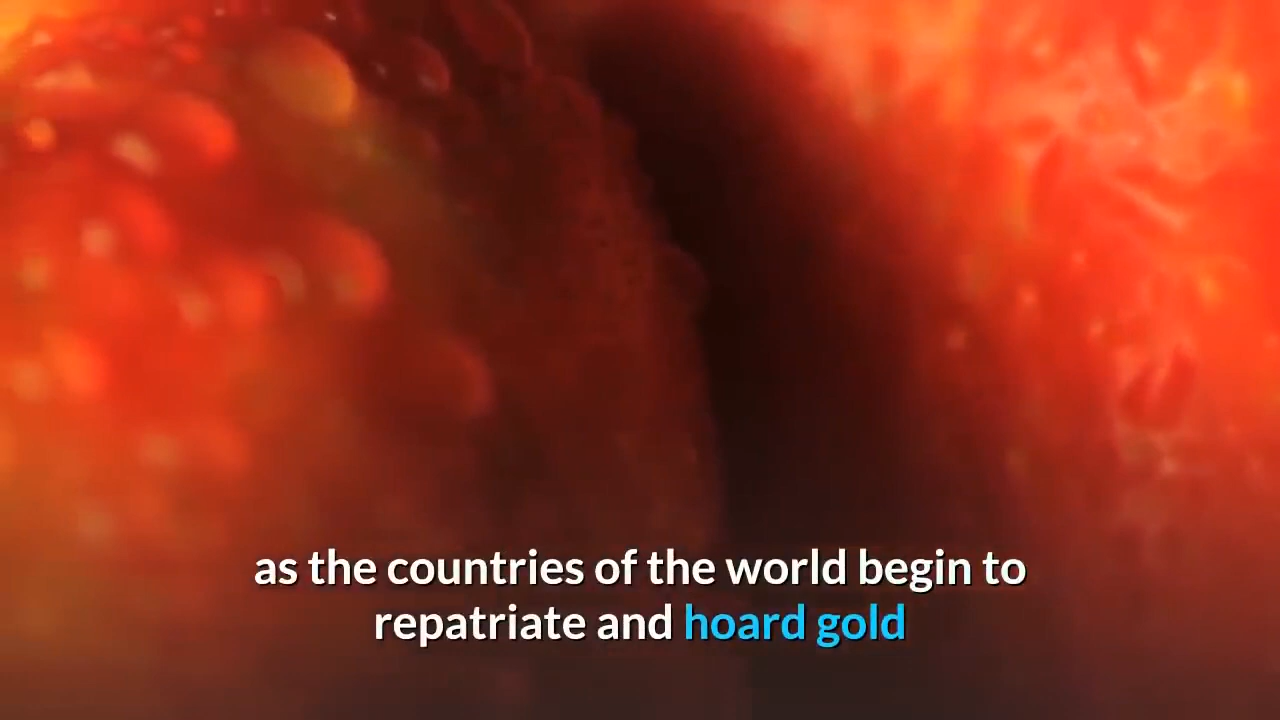 as the countries of the world begin to
repatriate and hoard gold